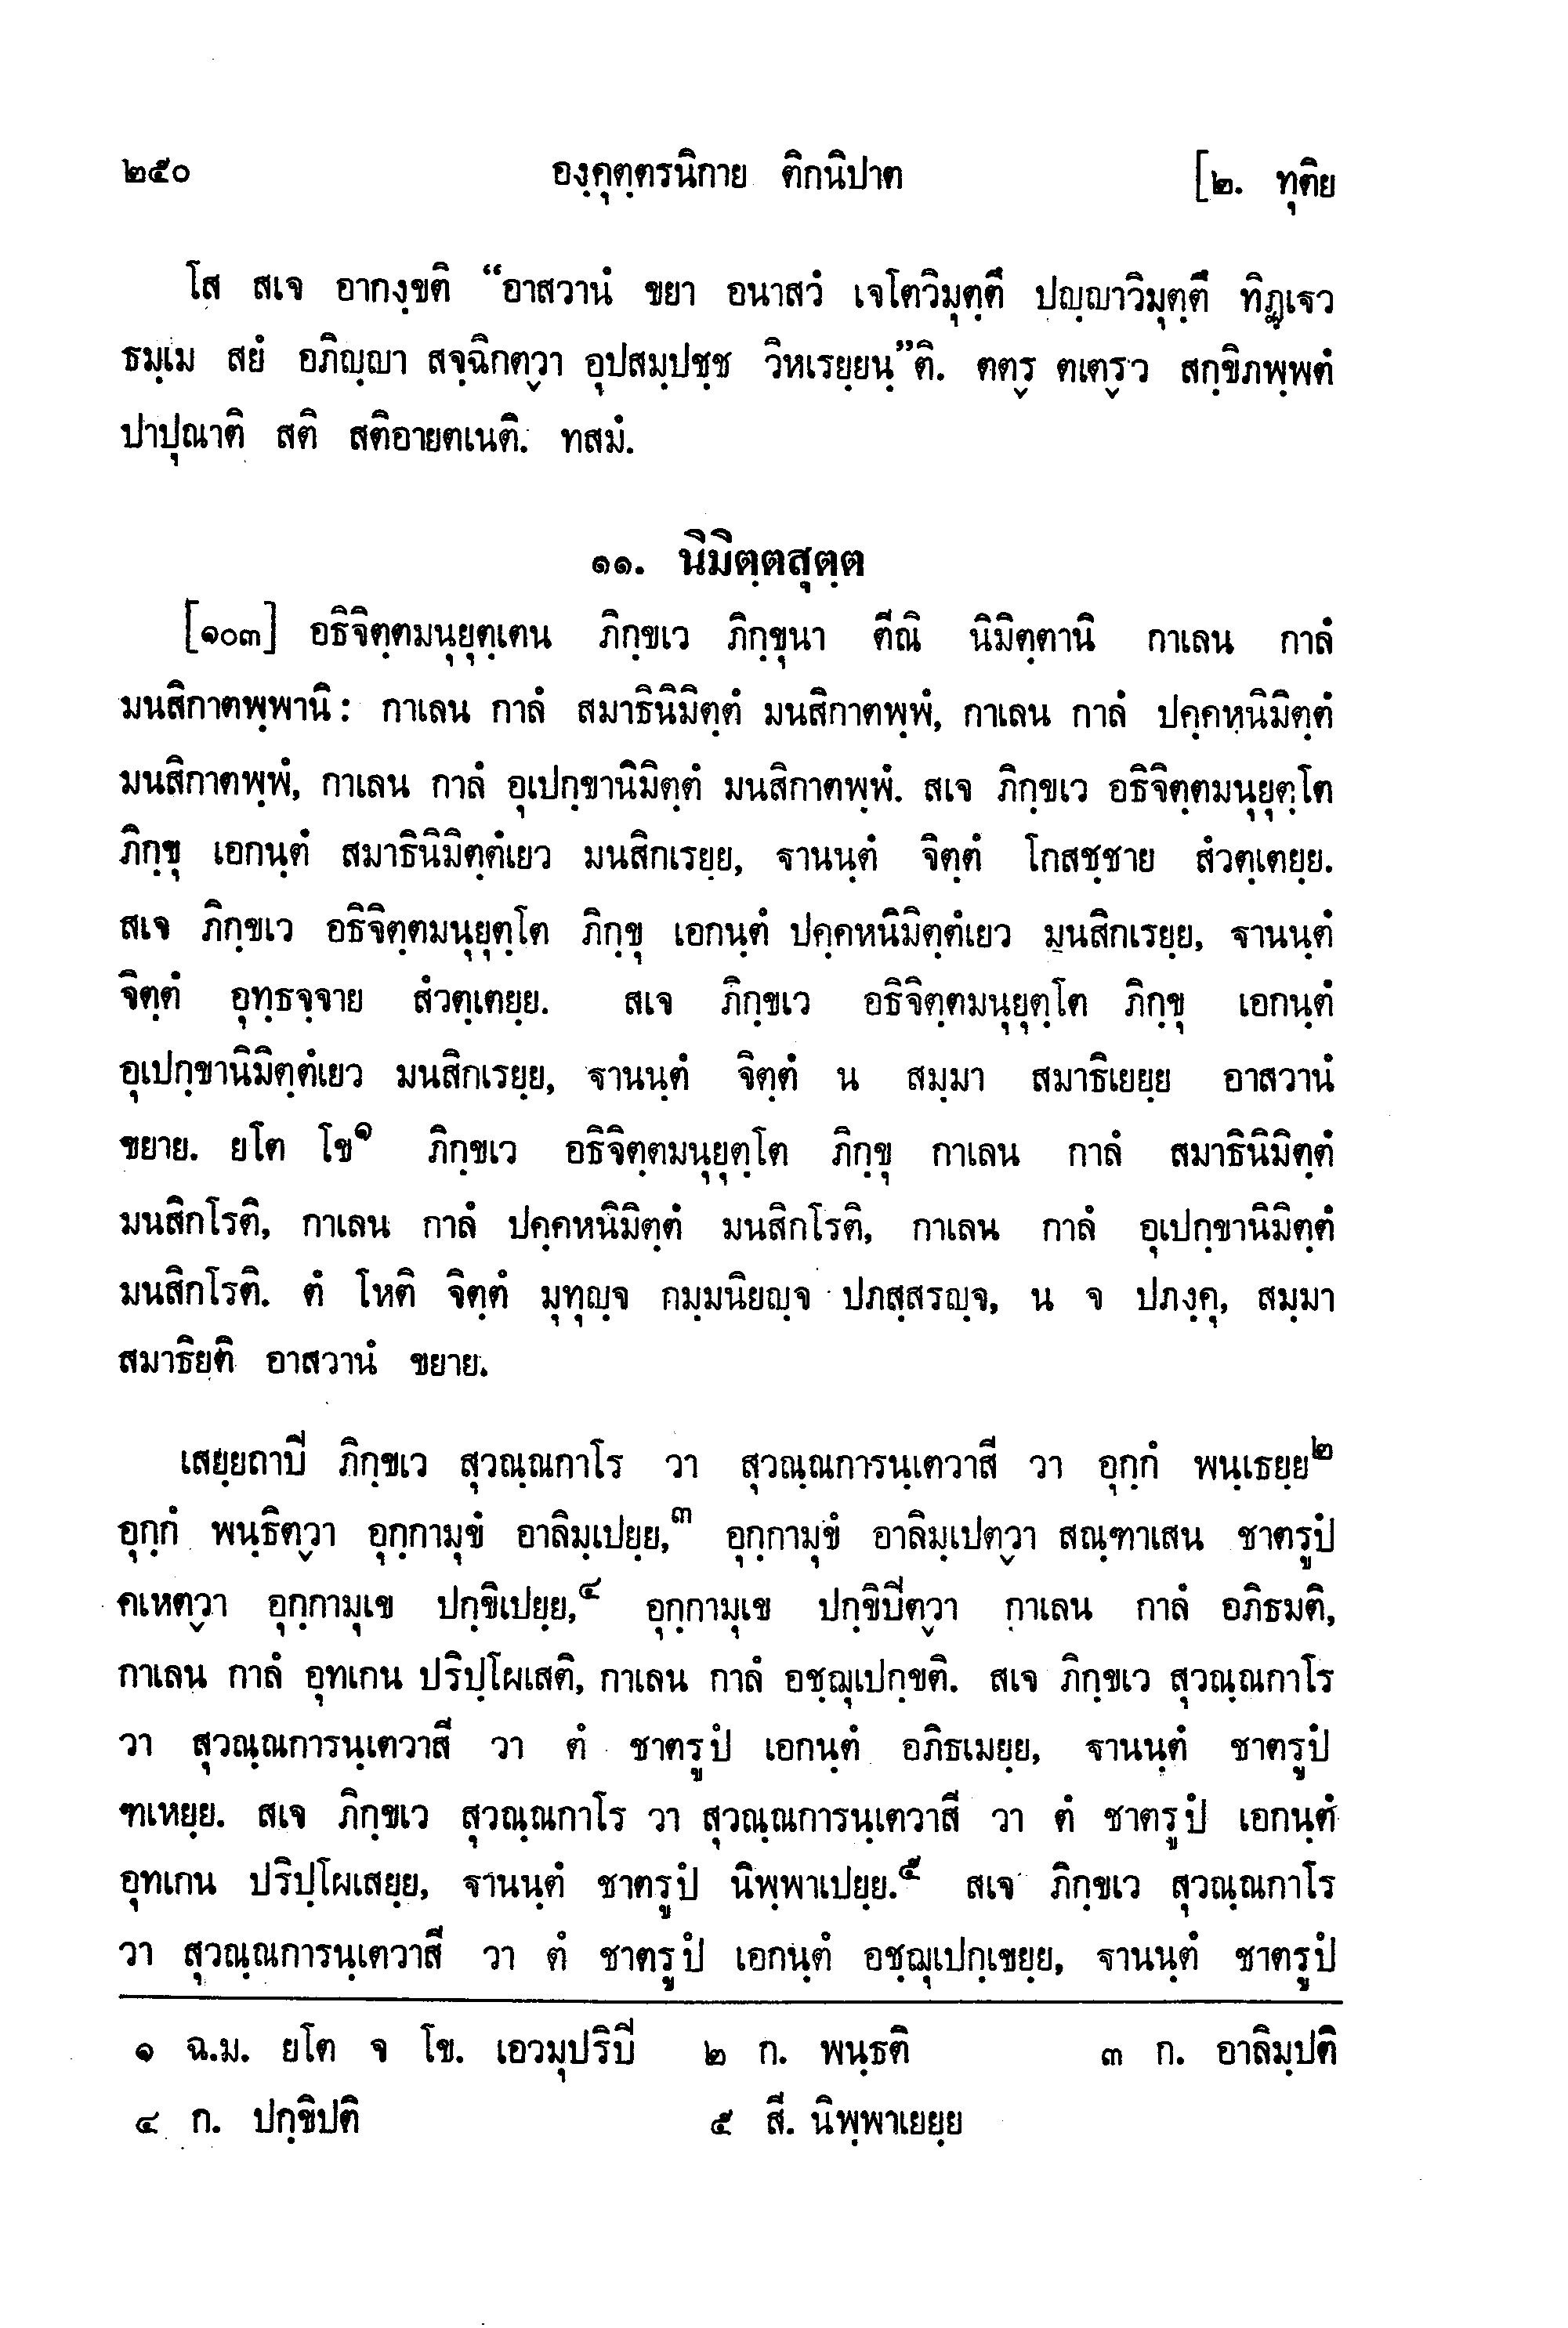 ๒๕๐ องฺคุตฺตรนิกาย ติกนิปาต [๒. ทุติย
โส สเจ อากงฺขติ “อาสวานํ ขยา อนาสวํ เจโตวิมุตฺตึ ปญฺญาวิมุตฺตึ ทิฏฺเฐว
ธมฺเม สยํ อภิญฺญา สจฺฉิกตฺวา อุปสมฺปชฺช วิหเรยฺยนฺ”ติ. ตตฺร ตเตฺรว สกฺขิภพฺพตํ
ปาปุณาติ สติ สติอายตเนติ. ทสมํ.
๑๑. นิมิตฺตสุตฺต
[๑๐๓] อธิจิตฺตมนุยุตฺเตน ภิกฺขเว ภิกฺขุนา ตีณิ นิมิตฺตานิ กาเลน กาลํ
มนสิกาตพฺพานิ: กาเลน กาลํ สมาธินิมิตฺตํ มนสิกาตพฺพํ, กาเลน กาลํ ปคฺคหนิมิตฺตํ
มนสิกาตพฺพํ, กาเลน กาลํ อุเปกฺขานิมิตฺตํ มนสิกาตพฺพํ. สเจ ภิกฺขเว อธิจิตฺตมนุยุตฺโต
ภิกฺขุ เอกนฺตํ สมาธินิมิตฺตํเยว มนสิกเรยฺย, ฐานนฺตํ จิตฺตํ โกสชฺชาย สํวตฺเตยฺย.
สเจ ภิกฺขเว อธิจิตฺตมนุยุตฺโต ภิกฺขุ เอกนฺตํ ปคฺคหนิมิตฺตํเยว มนสิกเรยฺย, ฐานนฺตํ
จิตฺตํ อุทฺธจฺจาย สํวตฺเตยฺย. สเจ ภิกฺขเว อธิจิตฺตมนุยุตฺโต ภิกฺขุ เอกนฺตํ
อุเปกฺขานิมิตฺตํเยว มนสิกเรยฺย, ฐานนฺตํ จิตฺตํ น สมฺมา สมาธิเยยฺย อาสวานํ
ขยาย. ยโต โข๑ ภิกฺขเว อธิจิตฺตมนุยุตฺโต ภิกฺขุ กาเลน กาลํ สมาธินิมิตฺตํ
มนสิกโรติ, กาเลน กาลํ ปคฺคหนิมิตฺตํ มนสิกโรติ, กาเลน กาลํ อุเปกฺขานิมิตฺตํ
มนสิกโรติ. ตํ โหติ จิตฺตํ มุทุญฺจ กมฺมนิยญฺจ ปภสฺสรญฺจ, น จ ปภงฺคุ, สมฺมา
สมาธิยติ อาสวานํ ขยาย.
เสยฺยถาปิ ภิกฺขเว สุวณฺณกาโร วา สุวณฺณการนฺเตวาสี วา อุกฺกํ พนฺเธยฺย๒
อุกฺกํ พนฺธิตฺวา อุกฺกามุขํ อาลิมฺเปยฺย,๓ อุกฺกามุขํ อาลิมฺเปตฺวา สณฺฑาเสน ชาตรูปํ
คเหตฺวา อุกฺกามุเข ปกฺขิเปยฺย,๔ อุกฺกามุเข ปกฺขิปิตฺวา กาเลน กาลํ อภิธมติ,
กาเลน กาลํ อุทเกน ปริปฺโผเสติ, กาเลน กาลํ อชฺฌุเปกฺขติ. สเจ ภิกฺขเว สุวณฺณกาโร
วา สุวณฺณการนฺเตวาสี วา ตํ ชาตรูปํ เอกนฺตํ อภิธเมยฺย, ฐานนฺตํ ชาตรูปํ
ฑเหยฺย. สเจ ภิกฺขเว สุวณฺณกาโร วา สุวณฺณการนฺเตวาสี วา ตํ ชาตรูปํ เอกนฺตํ
อุทเกน ปริปฺโผเสยฺย, ฐานนฺตํ ชาตรูปํ นิพฺพาเปยฺย.๕ สเจ ภิกฺขเว สุวณฺณกาโร
วา สุวณฺณการนฺเตวาสี วา ตํ ชาตรูปํ เอกนฺตํ อชฺฌุเปกฺเขยฺย, ฐานนฺตํ ชาตรูปํ
๑ ฉ.ม. ยโต จ โข. เอวมุปริปิ ๒ ก. พนฺธติ ๓ ก. อาลิมฺปติ
๔ ก. ปกฺขิปติ ๕ สี. นิพฺพาเยยฺย